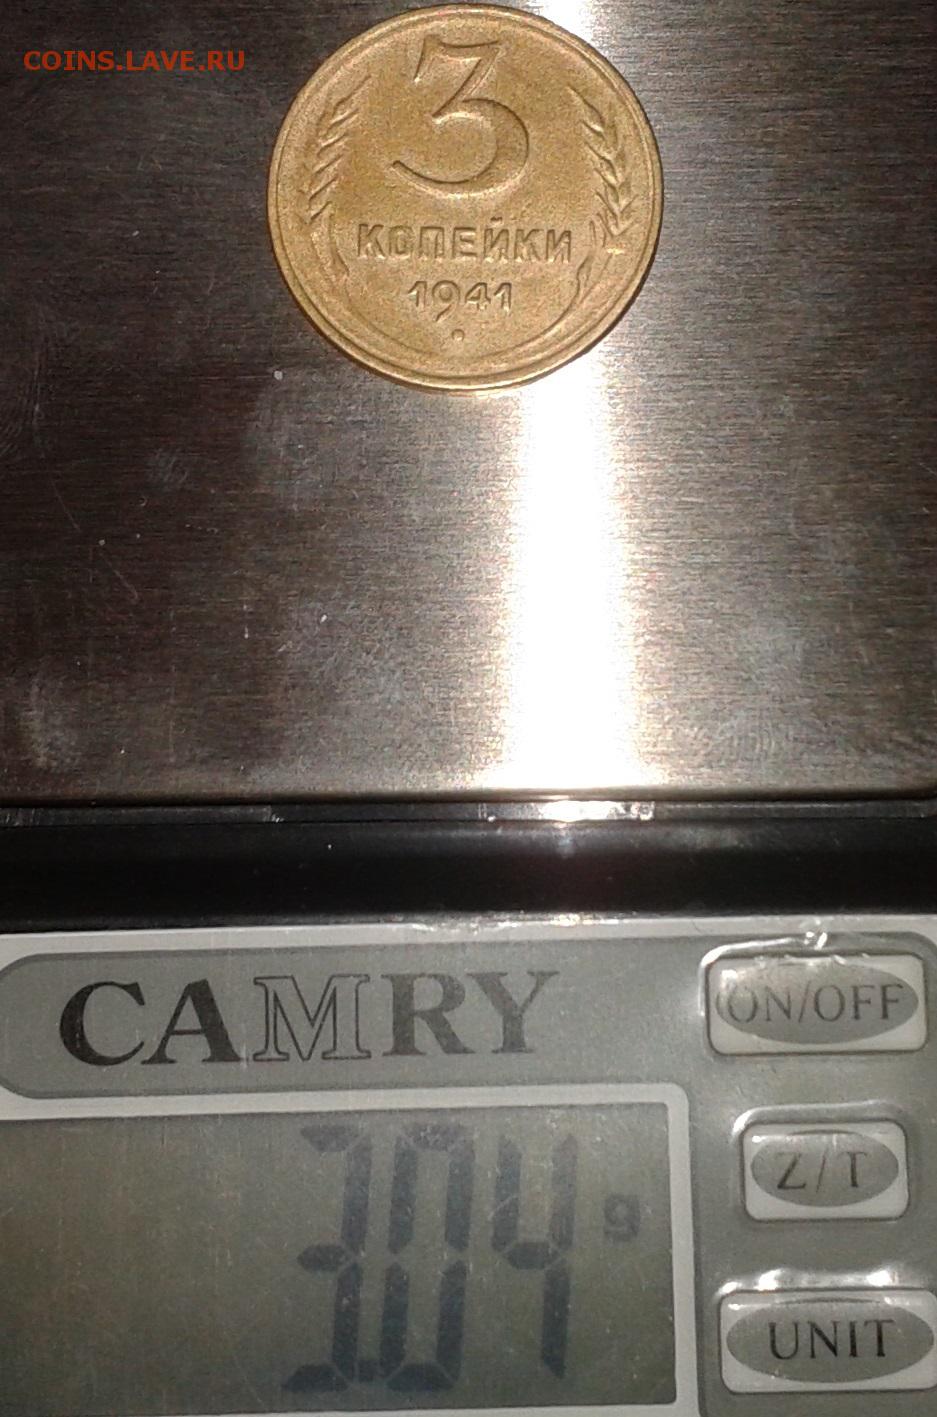 COINS.LAVE.RU
3
КОПЕЙКИ
1941
CAMRY
ON/OFF
Z/T
3.04 g
UNIT